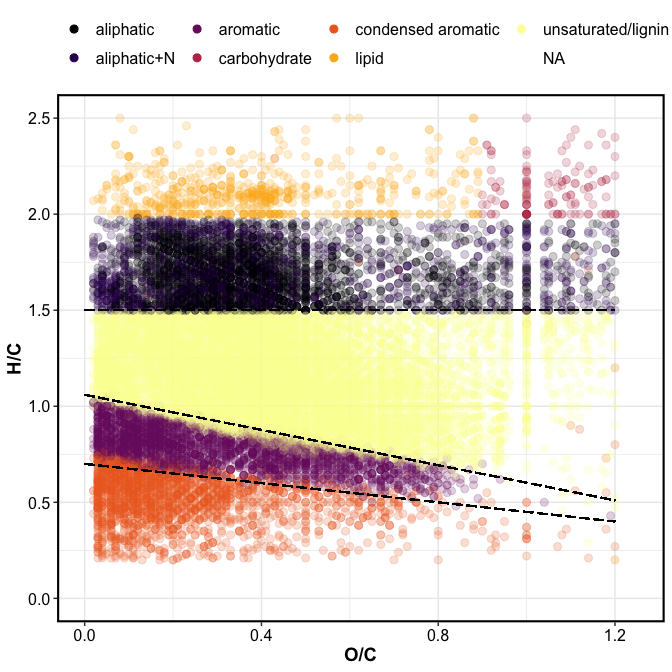 aliphatic aromatic condensed aromatic unsaturated/lignin
aliphatic+N carbohydrate lipid NA
2.5
2.0
1.5
1.0
0.5
0.0
H/C
0.0 0.4 0.8 1.2
O/C